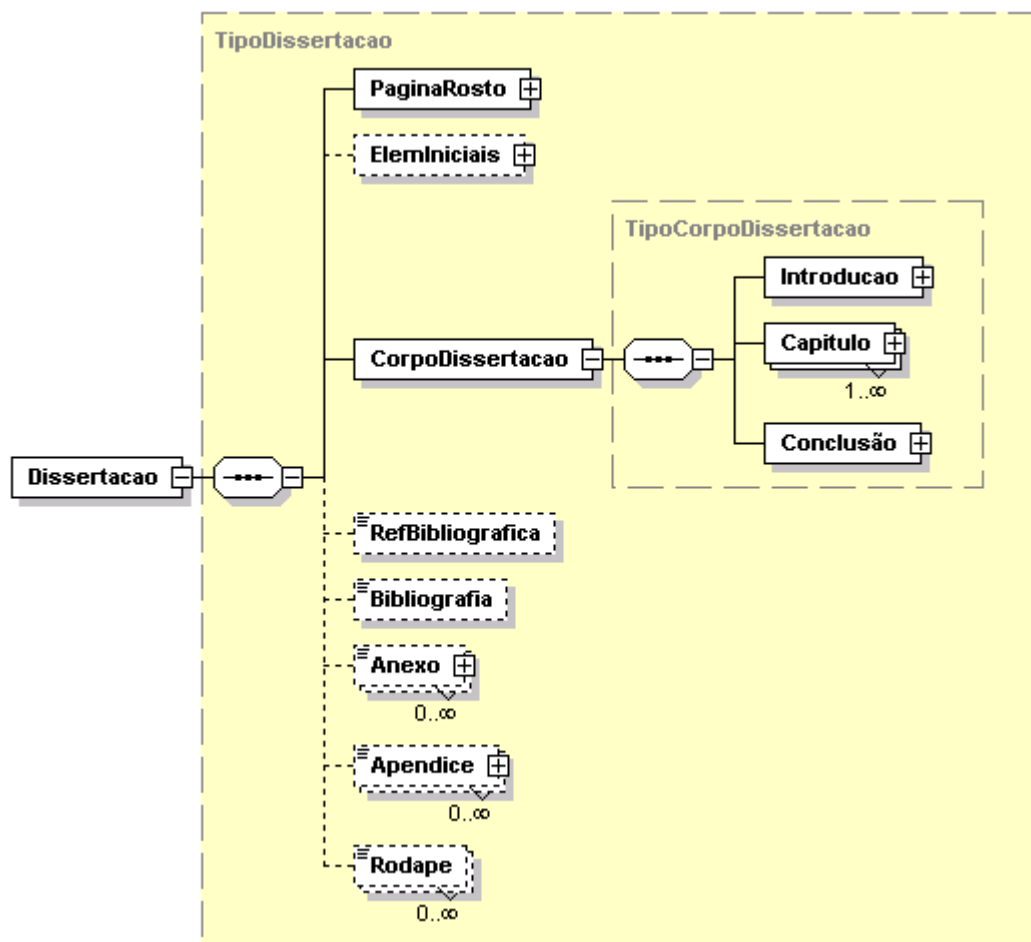 TipoDissertacao
PaginaRosto
ElemIniciais
TipoCorpoDissertacao
Introducao
CorpoDissertacao
Capitulo
1..∞
Conclusão
Dissertacao
RefBibliografica
Bibliografia
Anexo
0..∞
Apendice
0..∞
Rodape
0..∞